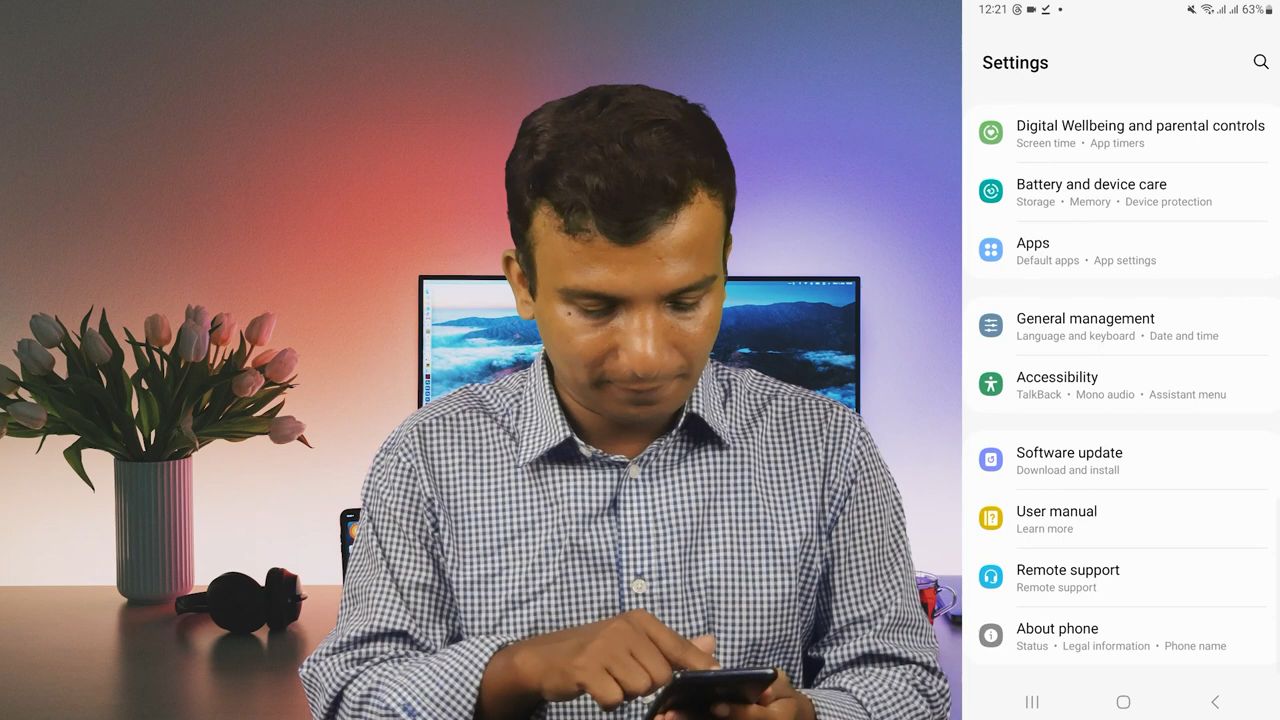 12:21
63%
Settings
Digital Wellbeing and parental controls
Screen time • App timers
Battery and device care
Storage • Memory • Device protection
Apps
Default apps • App settings
General management
Language and keyboard • Date and time
Accessibility
TalkBack • Mono audio • Assistant menu
Software update
Download and install
User manual
Learn more
Remote support
Remote support
About phone
Status • Legal information • Phone name